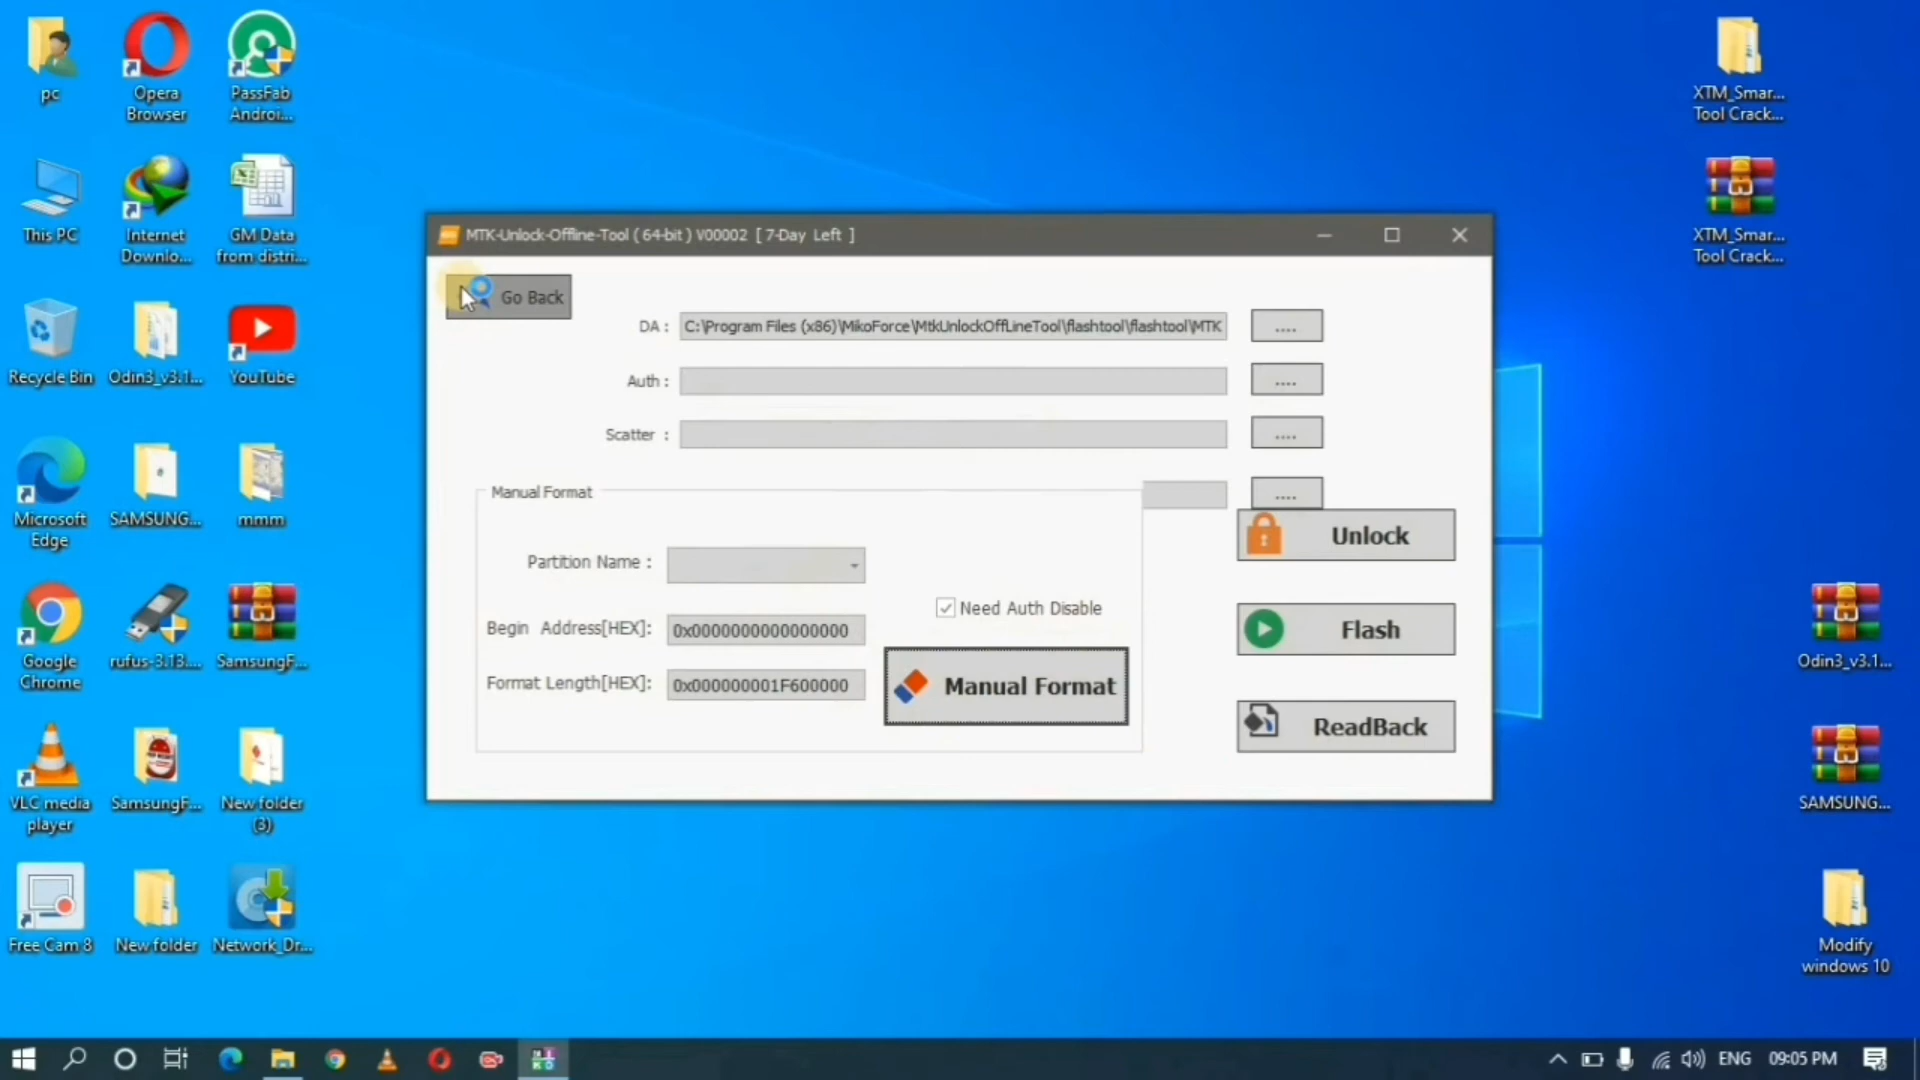 pc
Opera
Browser
PassFab
Androi...
This PC
Internet
Downlo...
GM Data
from distri...
Recycle Bin
Odin3_v3.1...
YouTube
Microsoft
Edge
SAMSUNG...
mmm
Google
Chrome
rufus-3.13....
SamsungF...
VLC media
player
SamsungF...
New folder
(3)
Free Cam 8
New folder
Network_Dr...
MTK-Unlock-Offline-Tool ( 64-bit ) V00002 [ 7-Day Left ]
Go Back
DA :
C:\Program Files (x86)\MikoForce\MtkUnlockOffLineTool\flashtool\flashtool\MTK
....
Auth :
....
Scatter :
....
....
Manual Format
Partition Name :
Begin Address[HEX]:
0x0000000000000000
Format Length[HEX]:
0x000000001F600000
Need Auth Disable
Manual Format
Unlock
Flash
ReadBack
XTM_Smar...
Tool Crack...
XTM_Smar...
Tool Crack...
Odin3_v3.1...
SAMSUNG...
Modify
windows 10
ENG
09:05 PM